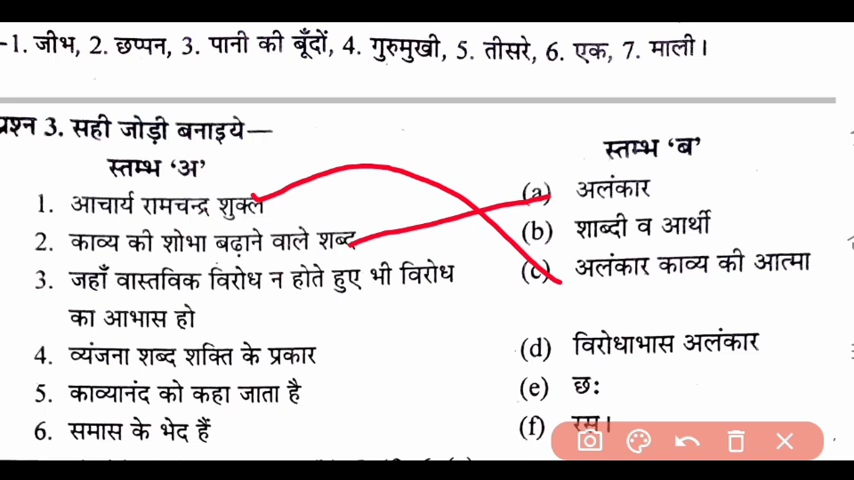 -1. जीभ, 2. छप्पन, 3. पानी की बूँदों, 4. गुरुमुखी, 5. तीसरे, 6. एक, 7. माली।
प्रश्न 3. सही जोड़ी बनाइये—
स्तम्भ 'अ'
स्तम्भ 'ब'
1. आचार्य रामचन्द्र शुक्ल
(a) अलंकार
2. काव्य की शोभा बढ़ाने वाले शब्द
(b) शाब्दी व आर्थी
3. जहाँ वास्तविक विरोध न होते हुए भी विरोध
(c) अलंकार काव्य की आत्मा
का आभास हो
4. व्यंजना शब्द शक्ति के प्रकार
(d) विरोधाभास अलंकार
5. काव्यानंद को कहा जाता है
(e) छः
6. समास के भेद हैं
(f) रस।